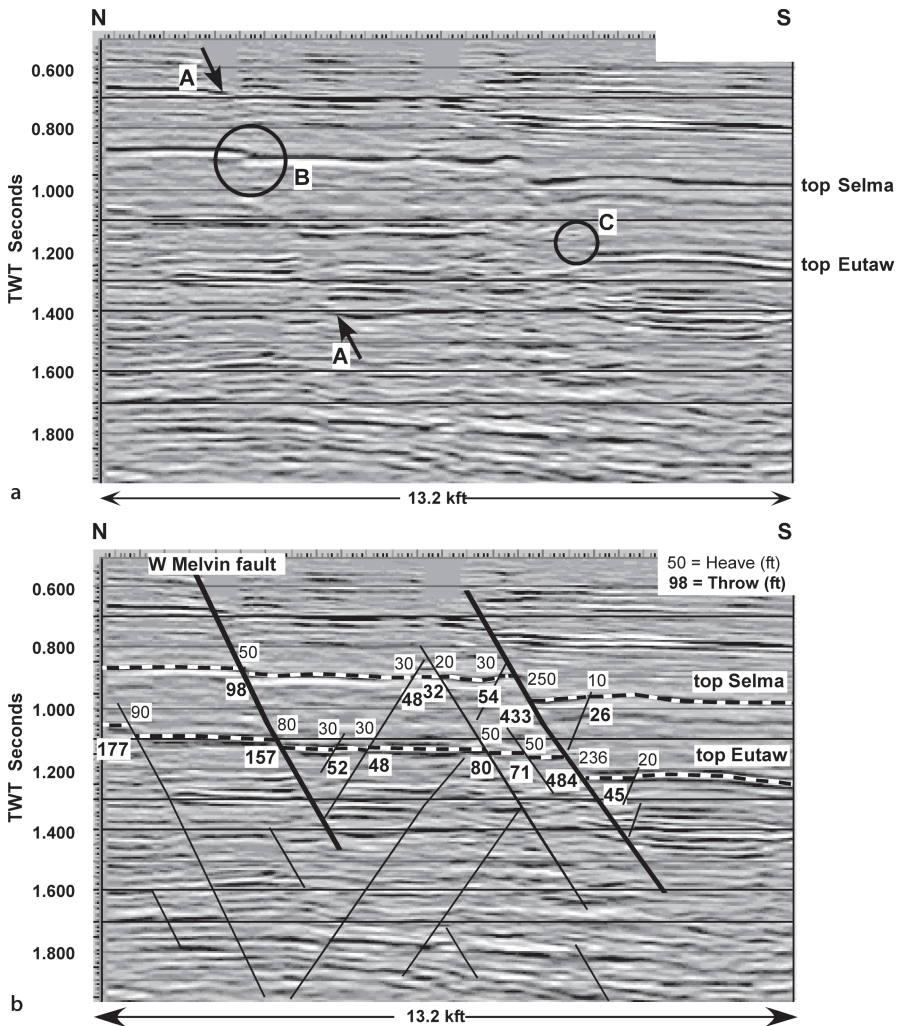 N S
0.600
A
0.800
B
1.000
top Selma
C
1.200
top Eutaw
TWT Seconds
1.400
A
1.600
1.800
a
13.2 kft
N S
W Melvin fault
50 = Heave (ft)
98 = Throw (ft)
0.600
0.800
50
30 20 30
250 10
top Selma
98
48 32 54
1.000
433 26
90
80 30 30
50 50
top Eutaw
177
157 52 48 80 71 484
236 20
1.200
45
TWT Seconds
1.400
1.600
1.800
b
13.2 kft